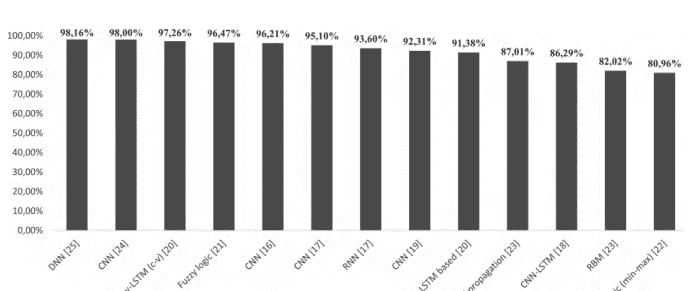 98,16% 98,00% 97,26% 96,47% 96,21% 95,10% 93,60% 92,31% 91,38% 87,01% 86,29% 82,02% 80,96%
100,00%
90,00%
80,00%
70,00%
60,00%
50,00%
40,00%
30,00%
20,00%
10,00%
0,00%
DNN [25]
CNN [24]
-LSTM (c-v) [20]
Fuzzy logic [21]
CNN [16]
CNN [17]
RNN [17]
CNN [19]
LSTM based [20]
propagation [23]
CNN-LSTM [18]
RBM [23]
(min-max) [22]